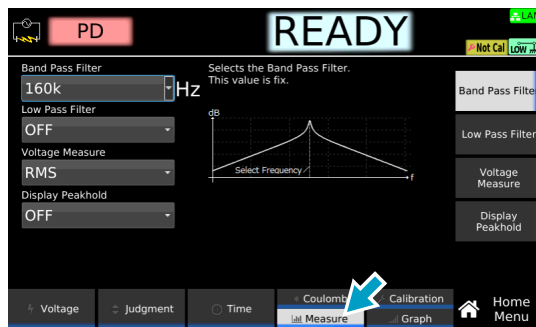 PD
READY
LAN
Not Cal
LOW
Band Pass Filter
160k
Hz
Low Pass Filter
OFF
Voltage Measure
RMS
Display Peakhold
OFF
Selects the Band Pass Filter.
This value is fix.
dB
Select Frequency
f
Band Pass Filte
Low Pass Filter
Voltage
Measure
Display
Peakhold
Voltage
Judgment
Time
Coulomb
Calibration
Measure
Graph
Home
Menu